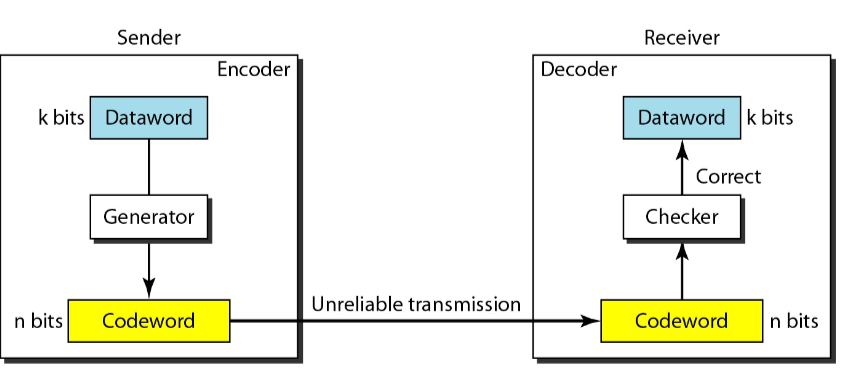 Sender
Encoder
k bits
Dataword
Generator
n bits
Codeword
Unreliable transmission
Receiver
Decoder
Dataword
k bits
Correct
Checker
Codeword
n bits